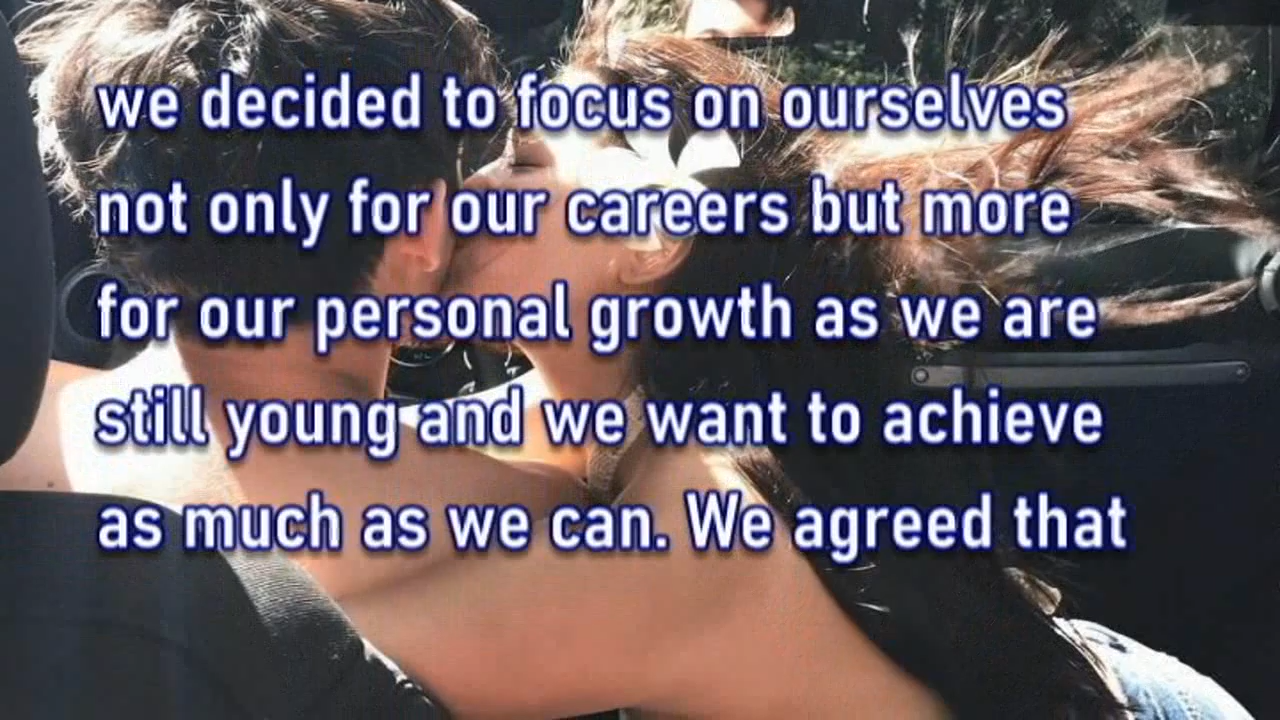 we decided to focus on ourselves
not only for our careers but more
for our personal growth as we are
still young and we want to achieve
as much as we can. We agreed that